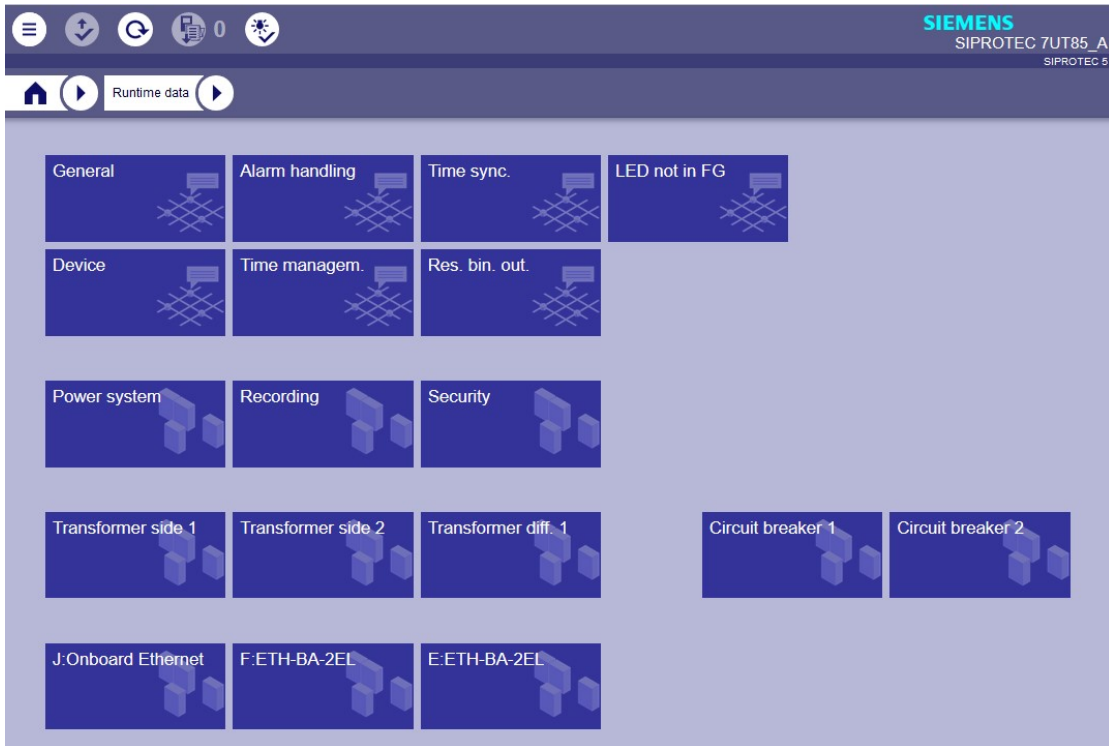 0
SIEMENS
SIPROTEC 7UT85_A
SIPROTEC 5
Runtime data
General
Alarm handling
Time sync.
LED not in FG
Device
Time managem.
Res. bin. out.
Power system
Recording
Security
Transformer side 1
Transformer side 2
Transformer diff. 1
Circuit breaker 1
Circuit breaker 2
J:Onboard Ethernet
F:ETH-BA-2EL
E:ETH-BA-2EL